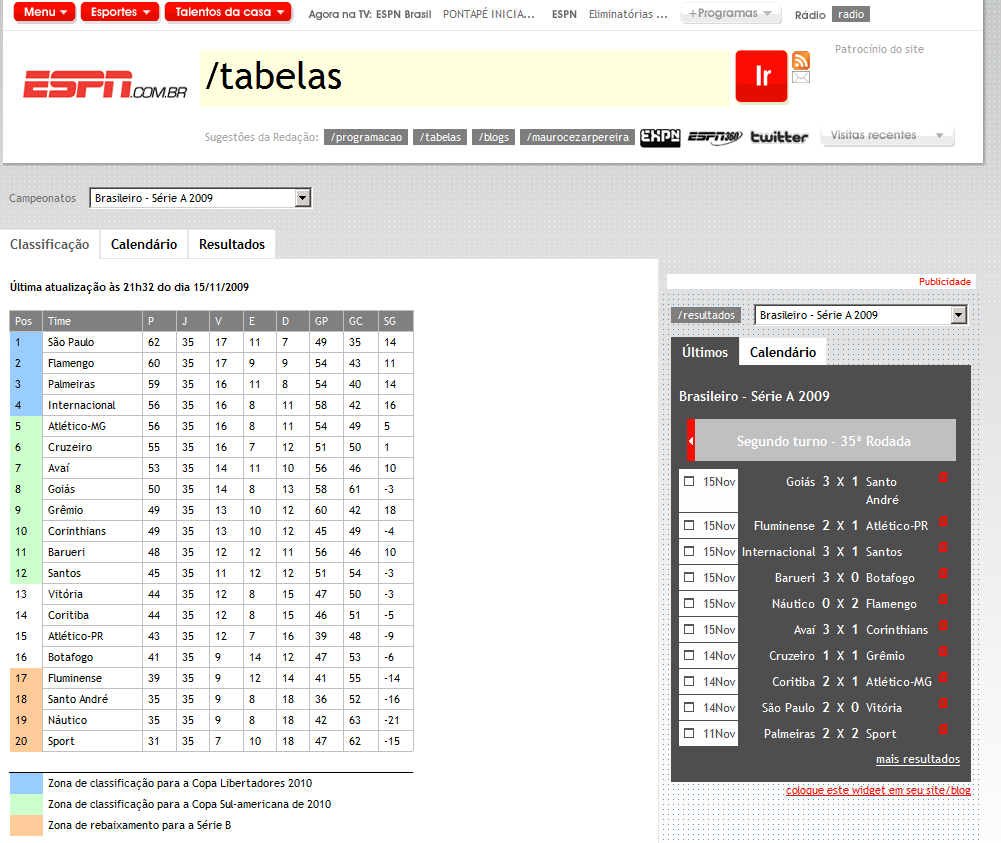 Menu Esportes Talentos da casa Agora na TV: ESPN Brasil PONTAPÉ INICIA... ESPN Eliminatórias ... +Programas Rádio radio
Patrocínio do site
ESPN.COM.BR /tabelas Ir
Sugestões da Redação: /programacao /tabelas /blogs /maurocezarpereira EXPN ESPN360 twitter Visitas recentes
Campeonatos Brasileiro - Série A 2009
Classificação Calendário Resultados
Última atualização às 21h32 do dia 15/11/2009
Pos Time P J V E D GP GC SG
1 São Paulo 62 35 17 11 7 49 35 14
2 Flamengo 60 35 17 9 9 54 43 11
3 Palmeiras 59 35 16 11 8 54 40 14
4 Internacional 56 35 16 8 11 58 42 16
5 Atlético-MG 56 35 16 8 11 54 49 5
6 Cruzeiro 55 35 16 7 12 51 50 1
7 Avaí 53 35 14 11 10 56 46 10
8 Goiás 50 35 14 8 13 58 61 -3
9 Grêmio 49 35 13 10 12 60 42 18
10 Corinthians 49 35 13 10 12 45 49 -4
11 Barueri 48 35 12 12 11 56 46 10
12 Santos 45 35 11 12 12 51 54 -3
13 Vitória 44 35 12 8 15 47 50 -3
14 Coritiba 44 35 12 8 15 46 51 -5
15 Atlético-PR 43 35 12 7 16 39 48 -9
16 Botafogo 41 35 9 14 12 47 53 -6
17 Fluminense 39 35 9 12 14 41 55 -14
18 Santo André 35 35 9 8 18 36 52 -16
19 Náutico 35 35 9 8 18 42 63 -21
20 Sport 31 35 7 10 18 47 62 -15
Zona de classificação para a Copa Libertadores 2010
Zona de classificação para a Copa Sul-americana de 2010
Zona de rebaixamento para a Série B
Publicidade
/resultados Brasileiro - Série A 2009
Últimos Calendário
Brasileiro - Série A 2009
Segundo turno - 35ª Rodada
15Nov Goiás 3 X 1 Santo
André
15Nov Fluminense 2 X 1 Atlético-PR
15Nov Internacional 3 X 1 Santos
15Nov Barueri 3 X 0 Botafogo
15Nov Náutico 0 X 2 Flamengo
15Nov Avaí 3 X 1 Corinthians
14Nov Cruzeiro 1 X 1 Grêmio
14Nov Coritiba 2 X 1 Atlético-MG
14Nov São Paulo 2 X 0 Vitória
11Nov Palmeiras 2 X 2 Sport
mais resultados
coloque este widget em seu site/blog